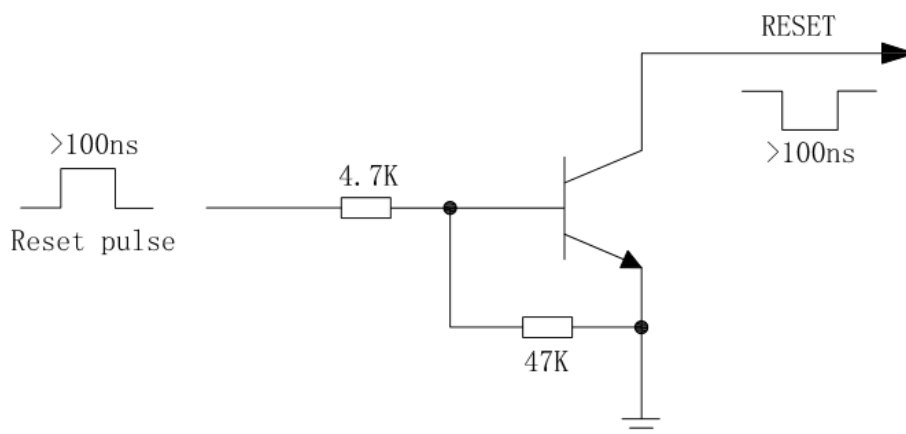 RESET
>100ns
>100ns
4.7K
Reset pulse
47K